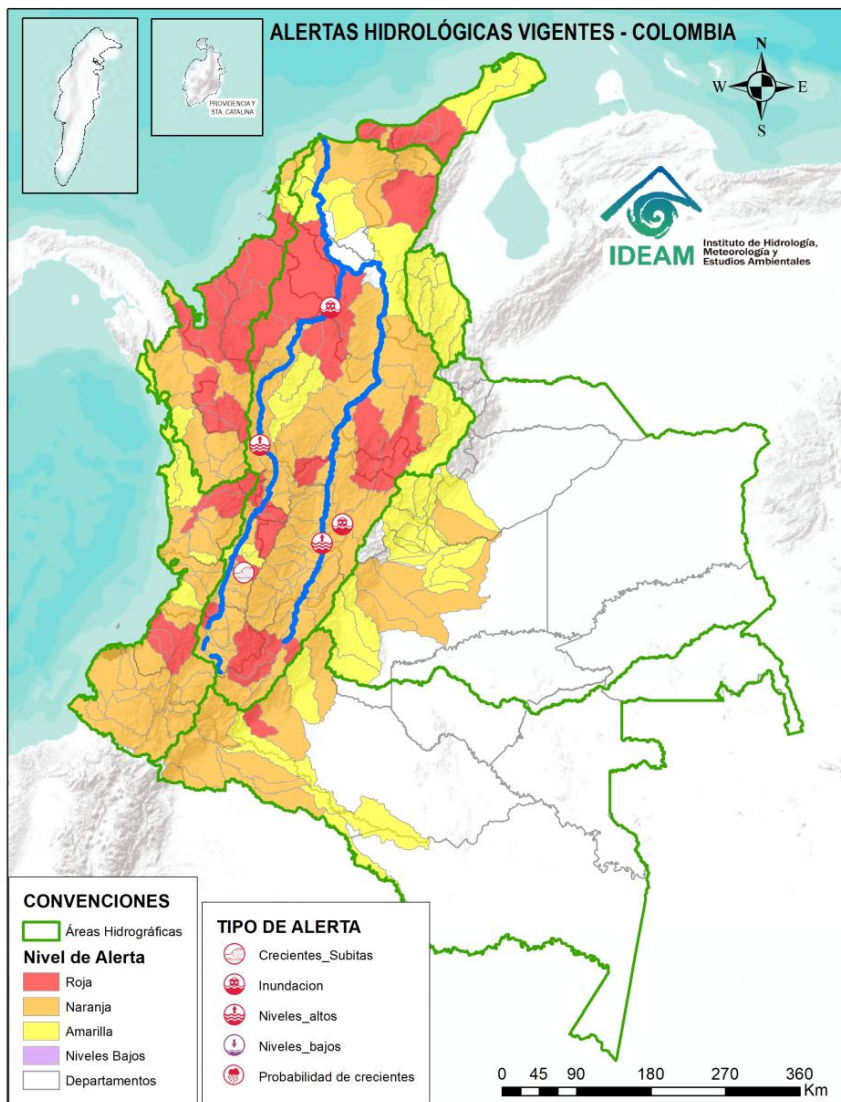 ALERTAS HIDROLÓGICAS VIGENTES - COLOMBIA
PROVIDENCIA Y
STA. CATALINA
N
W
E
S
IDEAM
Instituto de Hidrología,
Meteorología y
Estudios Ambientales
CONVENCIONES
Áreas Hidrográficas
Nivel de Alerta
Roja
Naranja
Amarilla
Niveles Bajos
Departamentos
TIPO DE ALERTA
Crecientes_Subitas
Inundacion
Niveles_altos
Niveles_bajos
Probabilidad de crecientes
0 45 90 180 270 360
Km